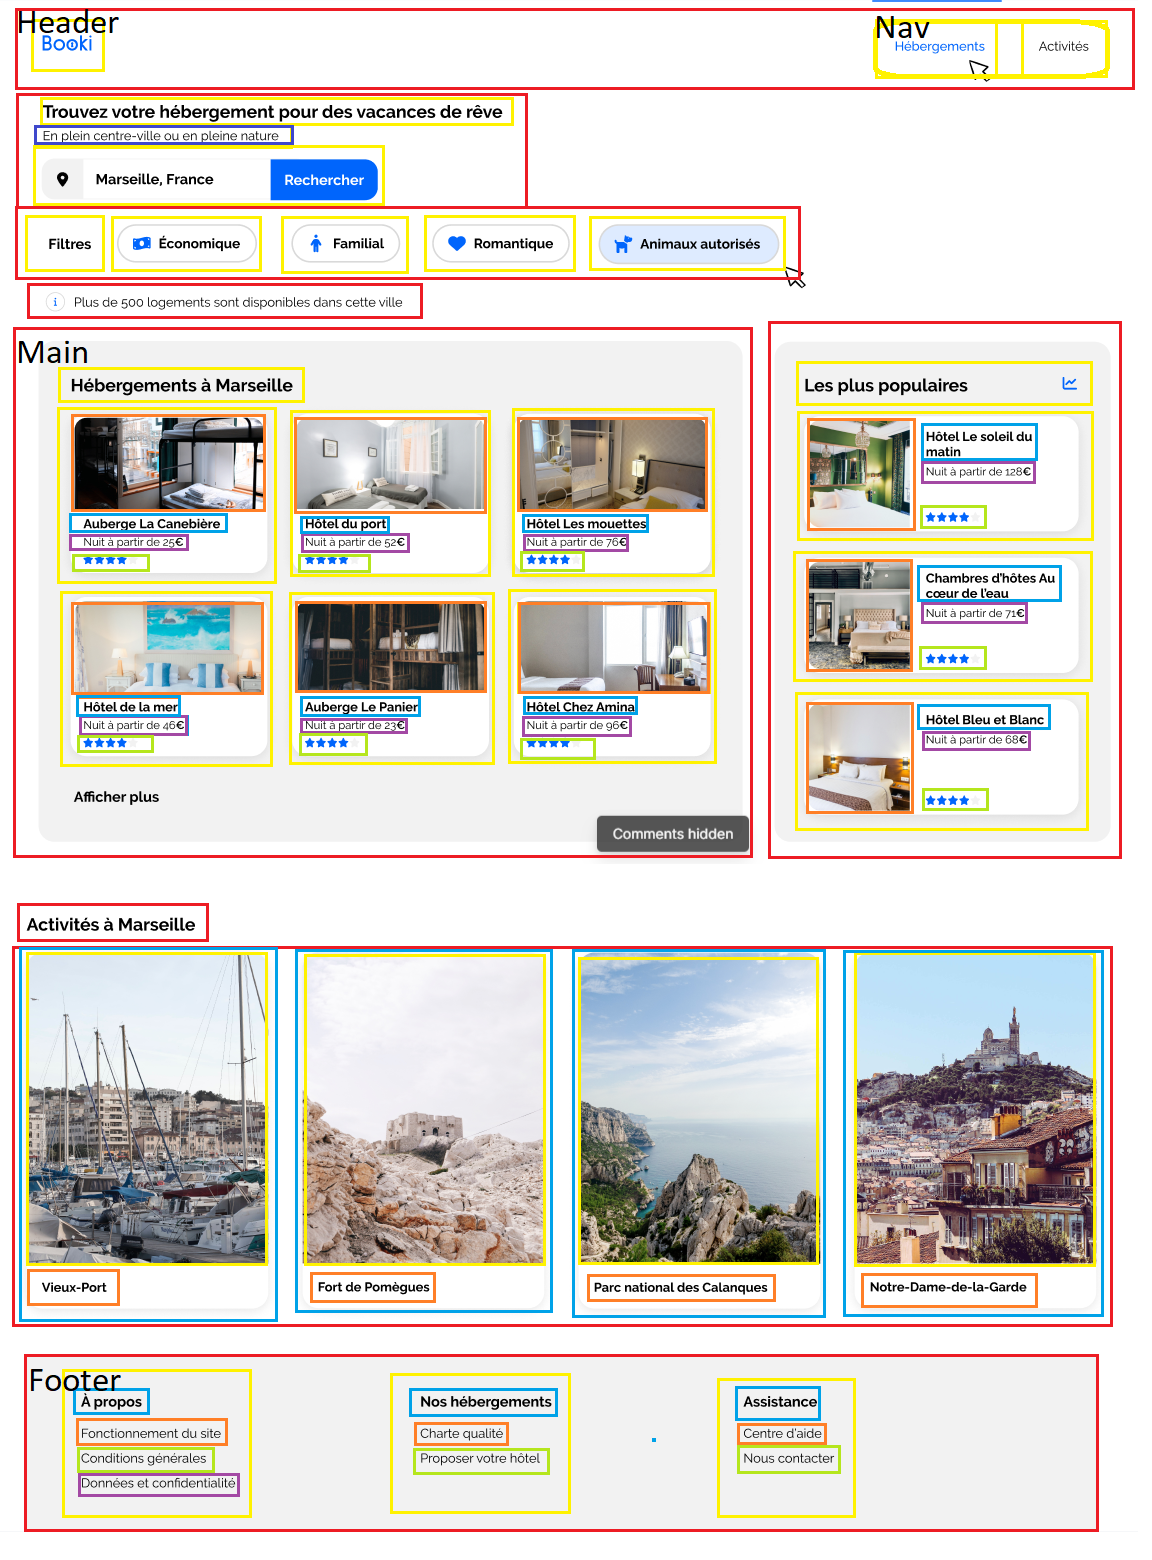 Header
Booki
Nav
Hébergements
Activités
Trouvez votre hébergement pour des vacances de rêve
En plein centre-ville ou en pleine nature
Marseille, France
Rechercher
Filtres
Économique
Familial
Romantique
Animaux autorisés
i Plus de 500 logements sont disponibles dans cette ville
Main
Hébergements à Marseille
Auberge La Canebière
Nuit à partir de 25€
Hôtel du port
Nuit à partir de 52€
Hôtel Les mouettes
Nuit à partir de 76€
Hôtel de la mer
Nuit à partir de 46€
Auberge Le Panier
Nuit à partir de 23€
Hôtel Chez Amina
Nuit à partir de 96€
Afficher plus
Comments hidden
Les plus populaires
Hôtel Le soleil du
matin
Nuit à partir de 128€
Chambres d'hôtes Au
cœur de l'eau
Nuit à partir de 71€
Hôtel Bleu et Blanc
Nuit à partir de 68€
Activités à Marseille
Vieux-Port
Fort de Pomègues
Parc national des Calanques
Notre-Dame-de-la-Garde
Footer
À propos
Fonctionnement du site
Conditions générales
Données et confidentialité
Nos hébergements
Charte qualité
Proposer votre hôtel
Assistance
Centre d'aide
Nous contacter